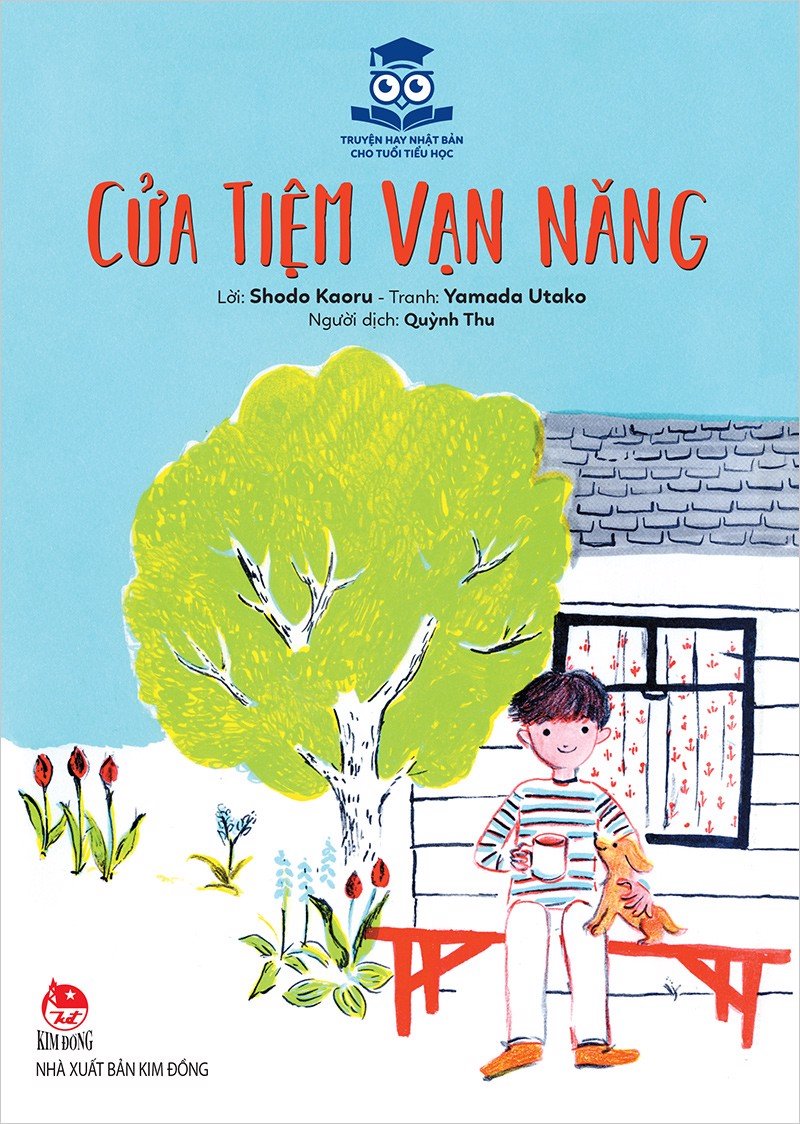 TRUYỆN HAY NHẬT BẢN
CHO TUỔI TIỂU HỌC
CỬA TIỆM VẠN NĂNG
Lời: Shodo Kaoru - Tranh: Yamada Utako
Người dịch: Quỳnh Thu
KIM ĐỒNG
NHÀ XUẤT BẢN KIM ĐỒNG